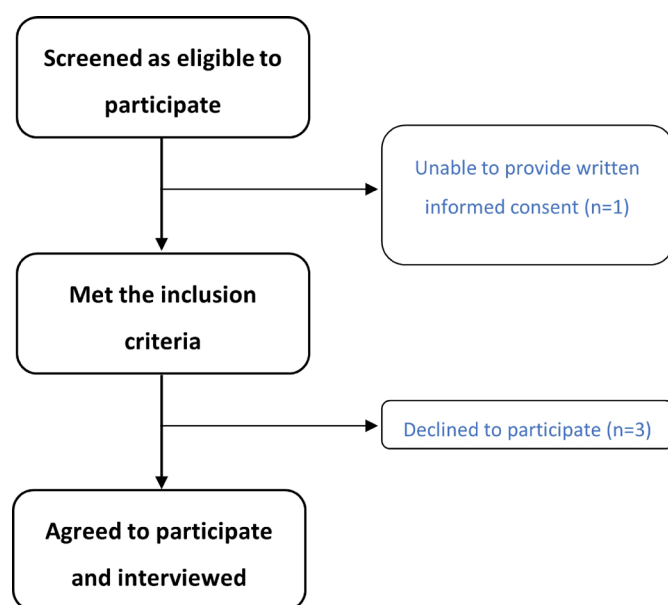 Screened as eligible to
participate
Unable to provide written
informed consent (n=1)
Met the inclusion
criteria
Declined to participate (n=3)
Agreed to participate
and interviewed